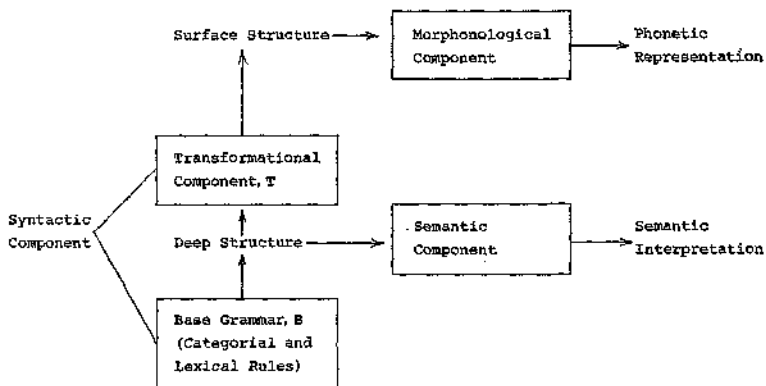 Surface Structure
Morphonological
Component
Phonetic
Representation
Transformational
Component, T
Syntactic
Component
Deep Structure
Semantic
Component
Semantic
Interpretation
Base Grammar, B
(Categorial and
Lexical Rules)